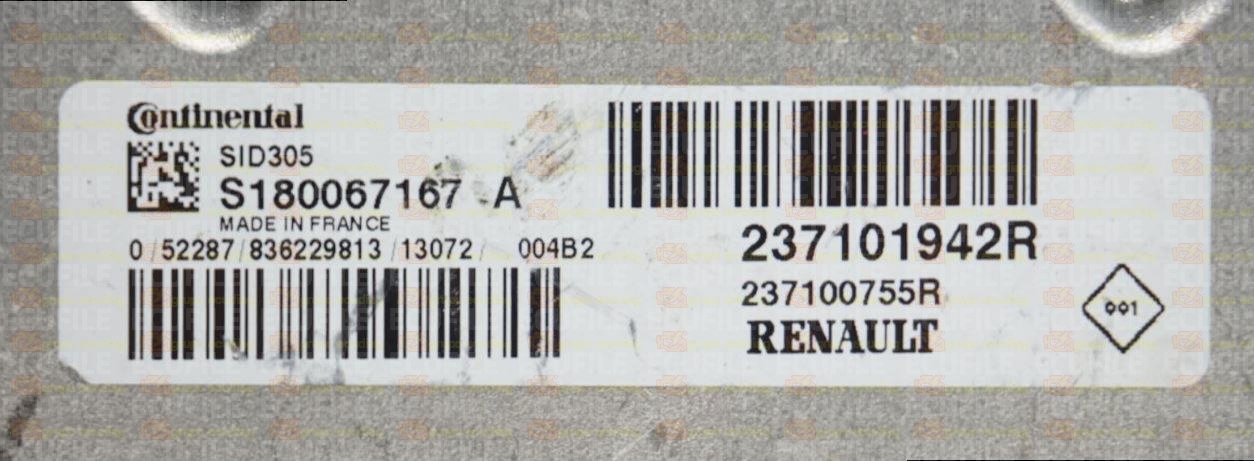 Continental
SID305
S180067167 A
MADE IN FRANCE
0/52287/836229813/13072/ 004B2
237101942R
237100755R
RENAULT
001